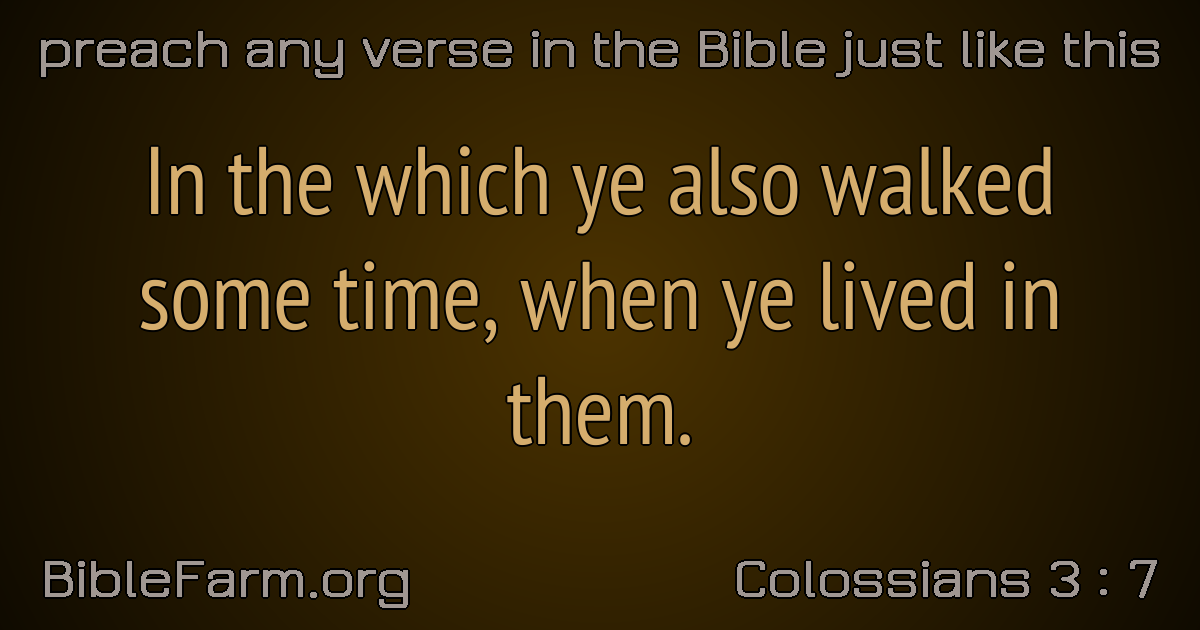 preach any verse in the Bible just like this
In the which ye also walked
some time, when ye lived in
them.
BibleFarm.org
Colossians 3 : 7